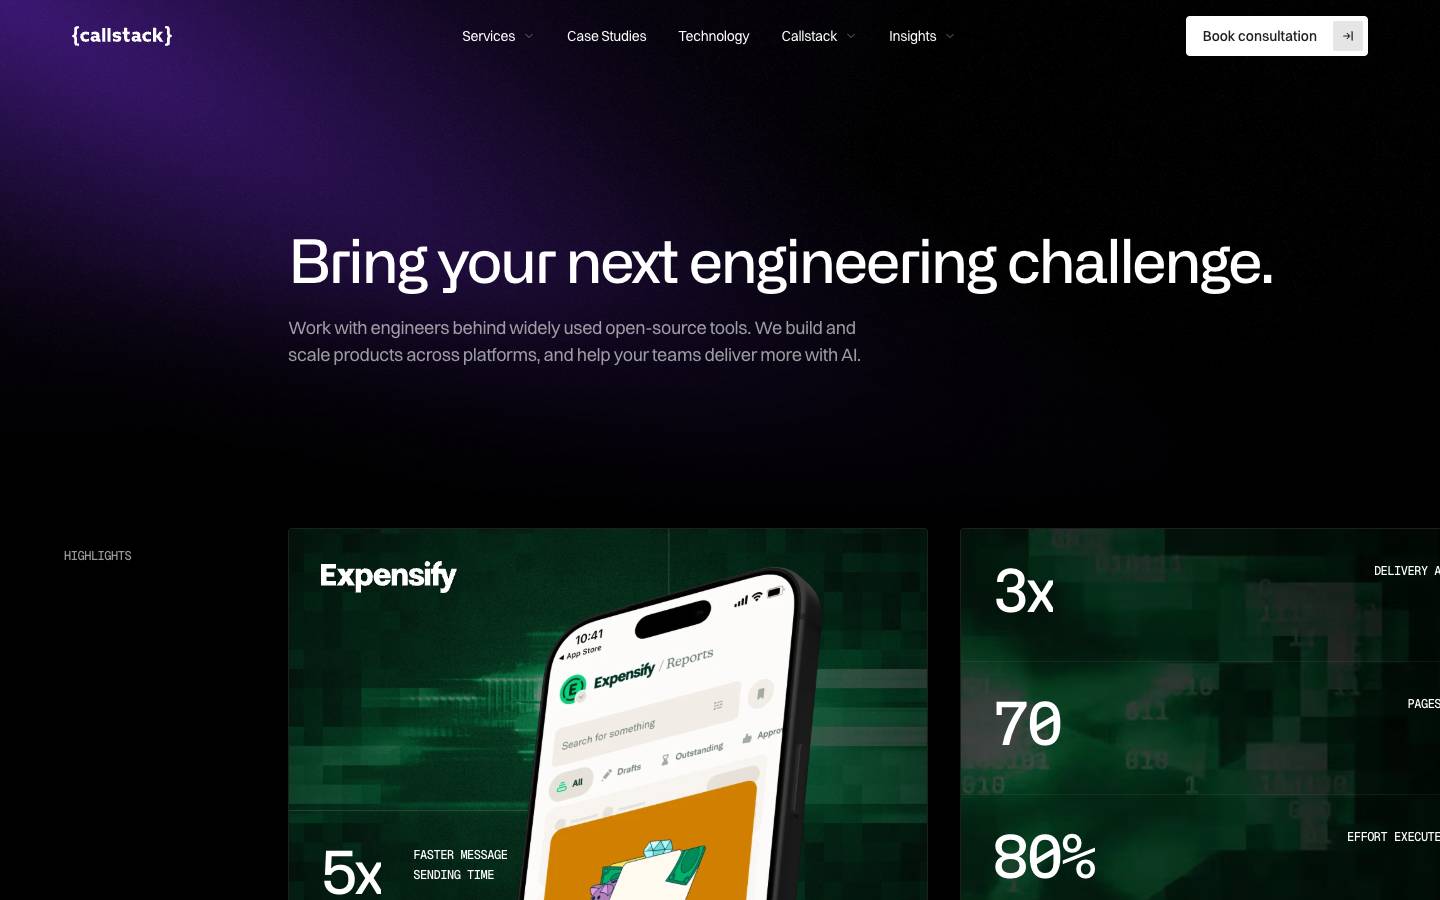 {callstack}
Services
Case Studies
Technology
Callstack
Insights
Book consultation
Bring your next engineering challenge.
Work with engineers behind widely used open-source tools. We build and
scale products across platforms, and help your teams deliver more with AI.
HIGHLIGHTS
Expensify
10:41
App Store
Expensify / Reports
Search for something
All
Drafts
Outstanding
5x
FASTER MESSAGE
SENDING TIME
3x
DELIVERY
70
PAGES
80%
EFFORT